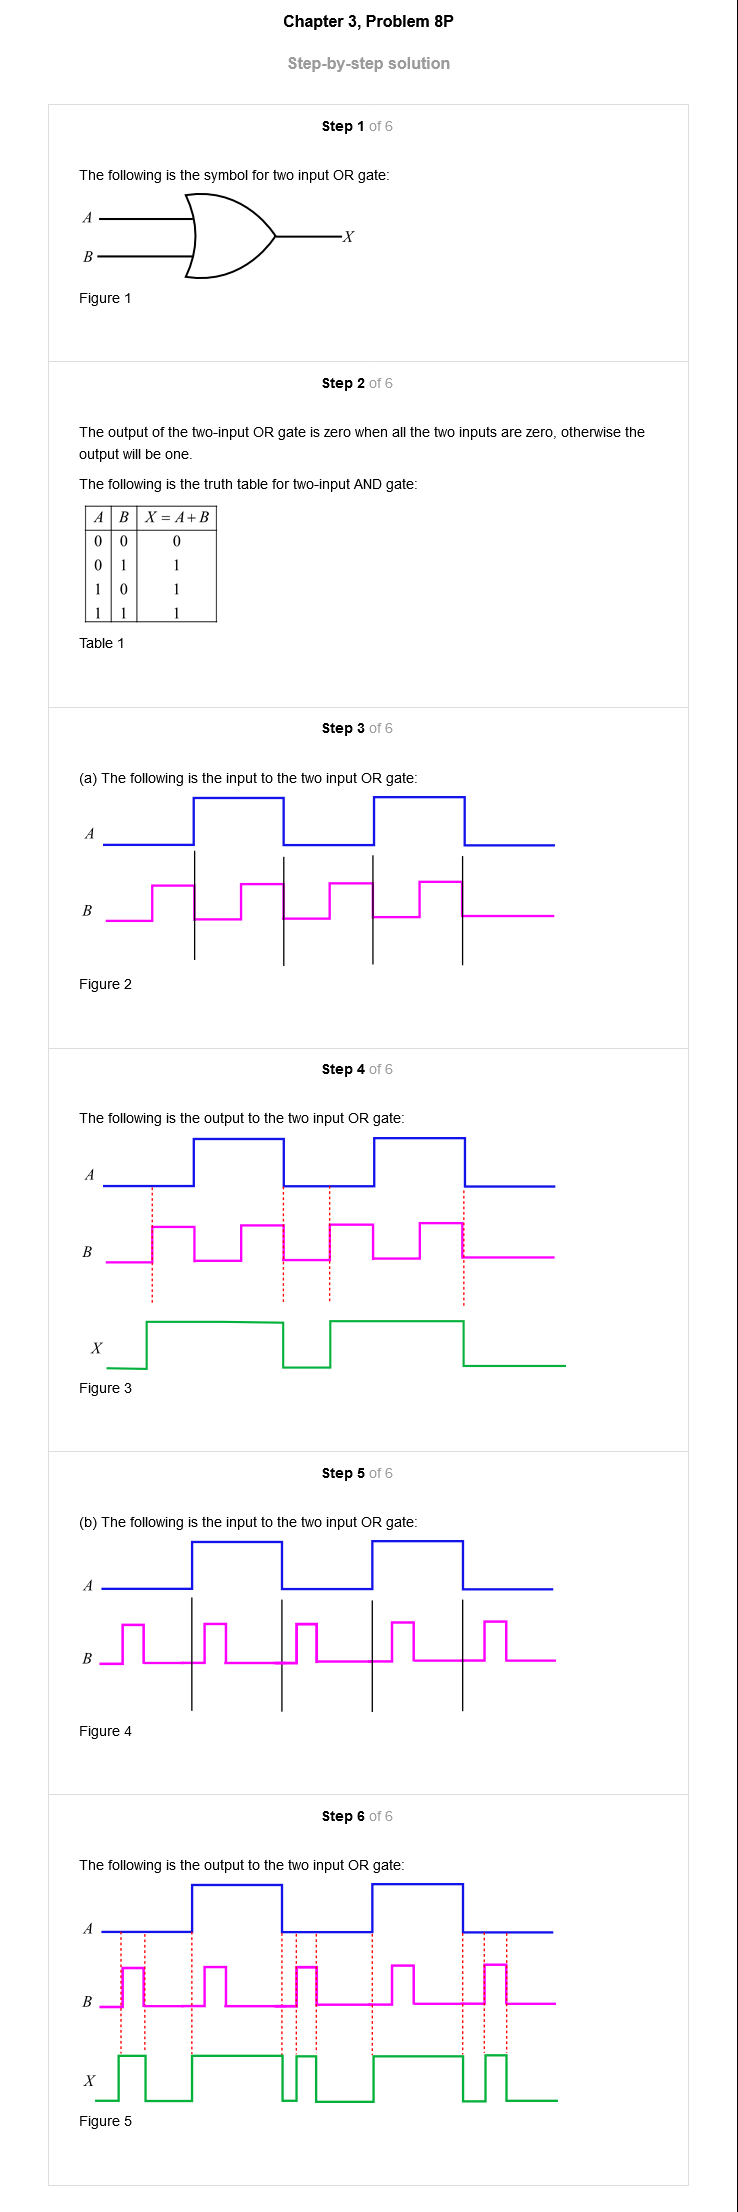 Chapter 3, Problem 8P
Step-by-step solution
Step 1 of 6
The following is the symbol for two input OR gate:
A
X
B
Figure 1
Step 2 of 6
The output of the two-input OR gate is zero when all the two inputs are zero, otherwise the
output will be one.
The following is the truth table for two-input AND gate:
A B X = A + B
0 0 0
0 1 1
1 0 1
1 1 1
Table 1
Step 3 of 6
(a) The following is the input to the two input OR gate:
A
B
Figure 2
Step 4 of 6
The following is the output to the two input OR gate:
A
B
X
Figure 3
Step 5 of 6
(b) The following is the input to the two input OR gate:
A
B
Figure 4
Step 6 of 6
The following is the output to the two input OR gate:
A
B
X
Figure 5